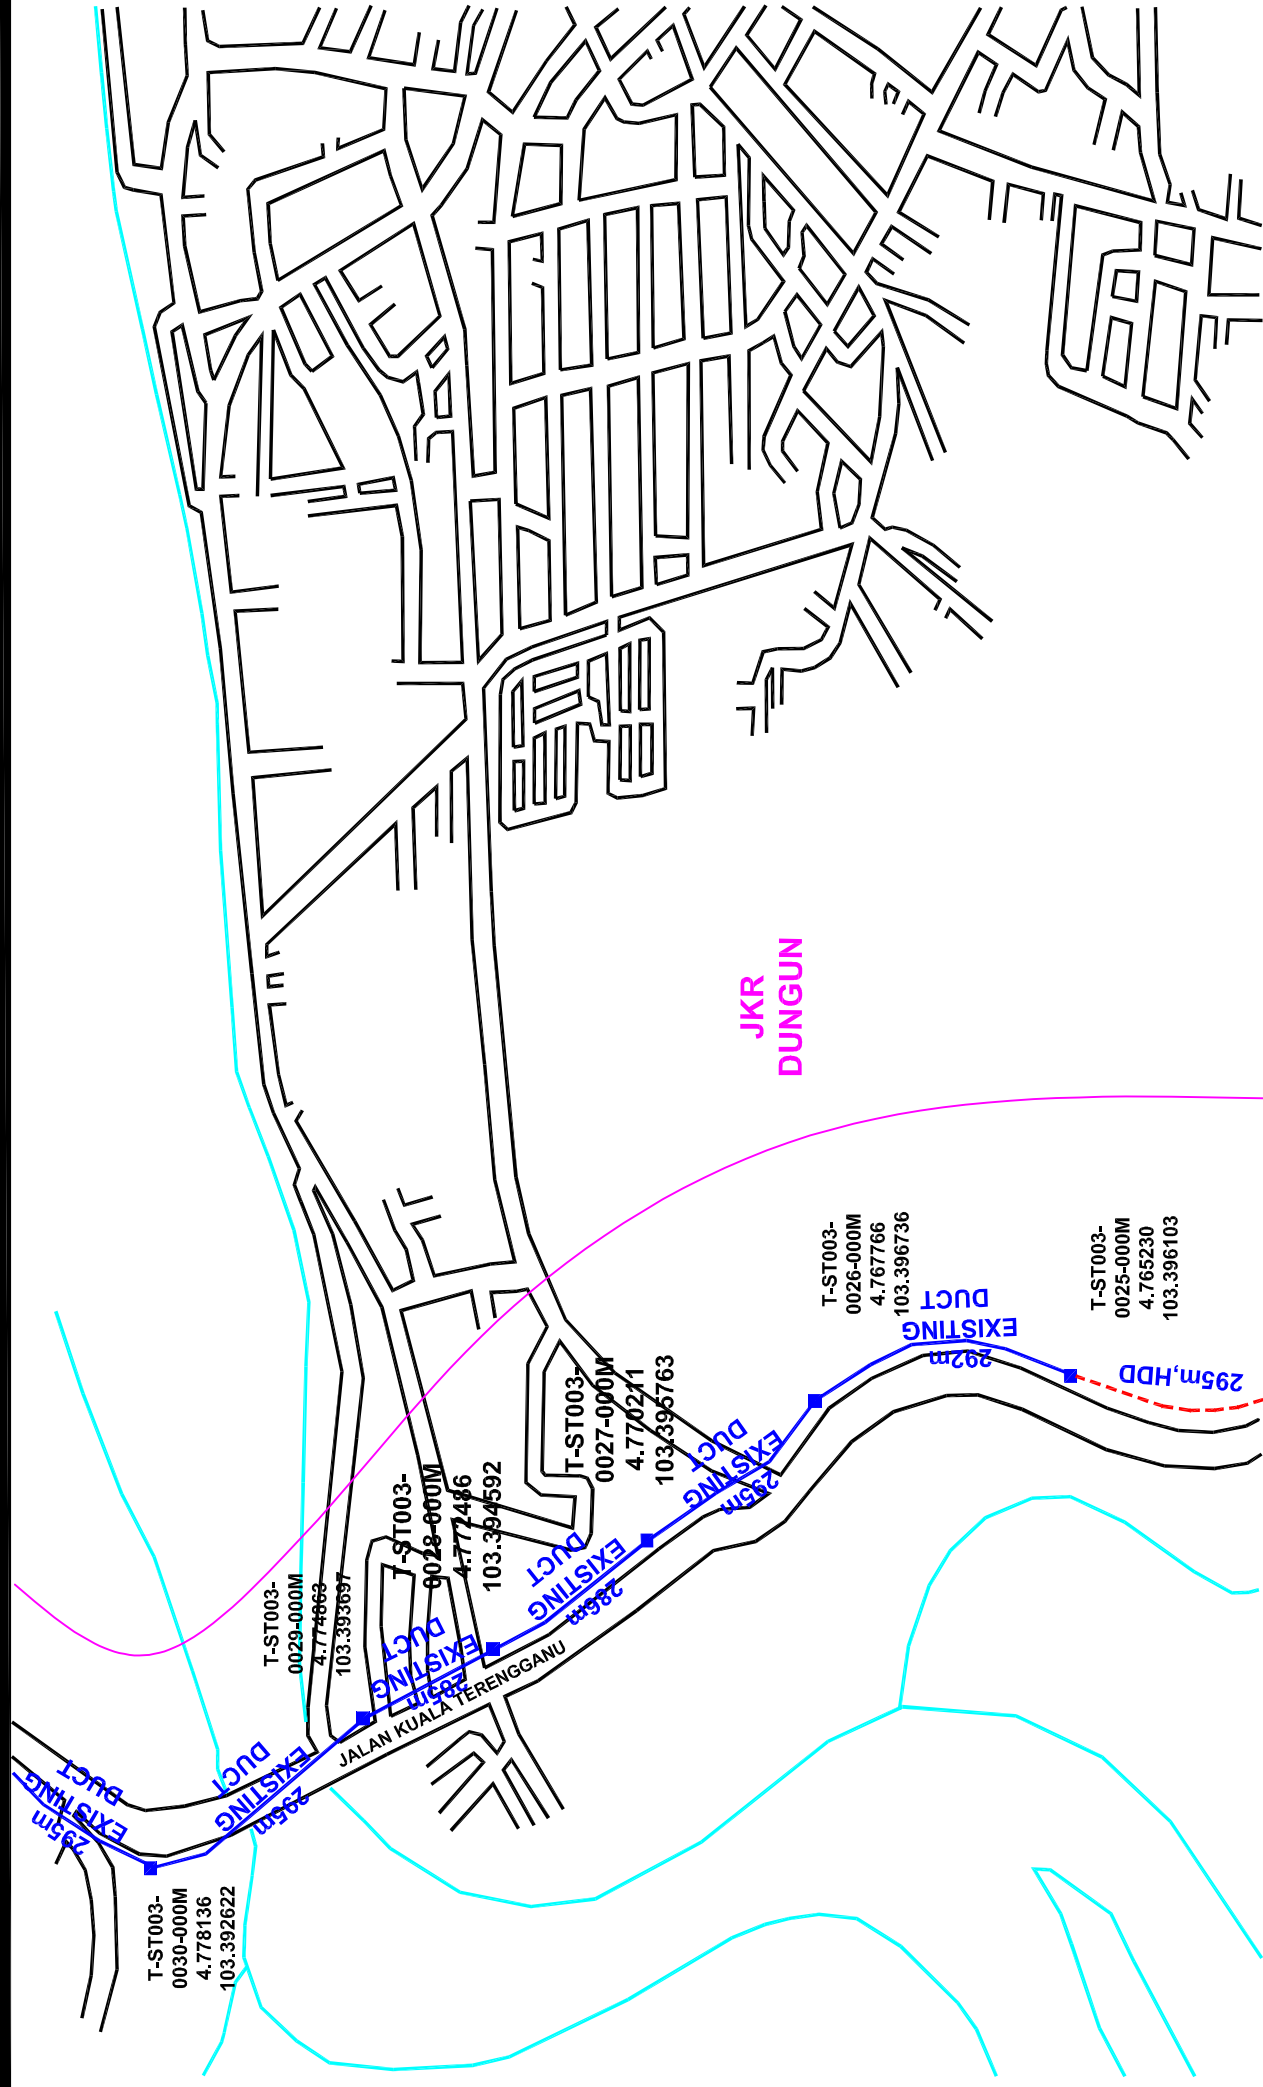 JKR
DUNGUN
T-ST003-
0026-000M
4.767766
103.396736
T-ST003-
0025-000M
4.765230
103.396103
EXISTING
DUCT
292m
295m,HDD
T-ST003-
0027-000M
4.770211
103.395763
EXISTING
DUCT
295m
T-ST003-
0028-000M
4.772486
103.394592
EXISTING
DUCT
286m
T-ST003-
0029-000M
4.774863
103.393697
EXISTING
DUCT
285m
JALAN KUALA TERENGGANU
EXISTING
DUCT
295m
EXISTING
DUCT
295m
T-ST003-
0030-000M
4.778136
103.392622